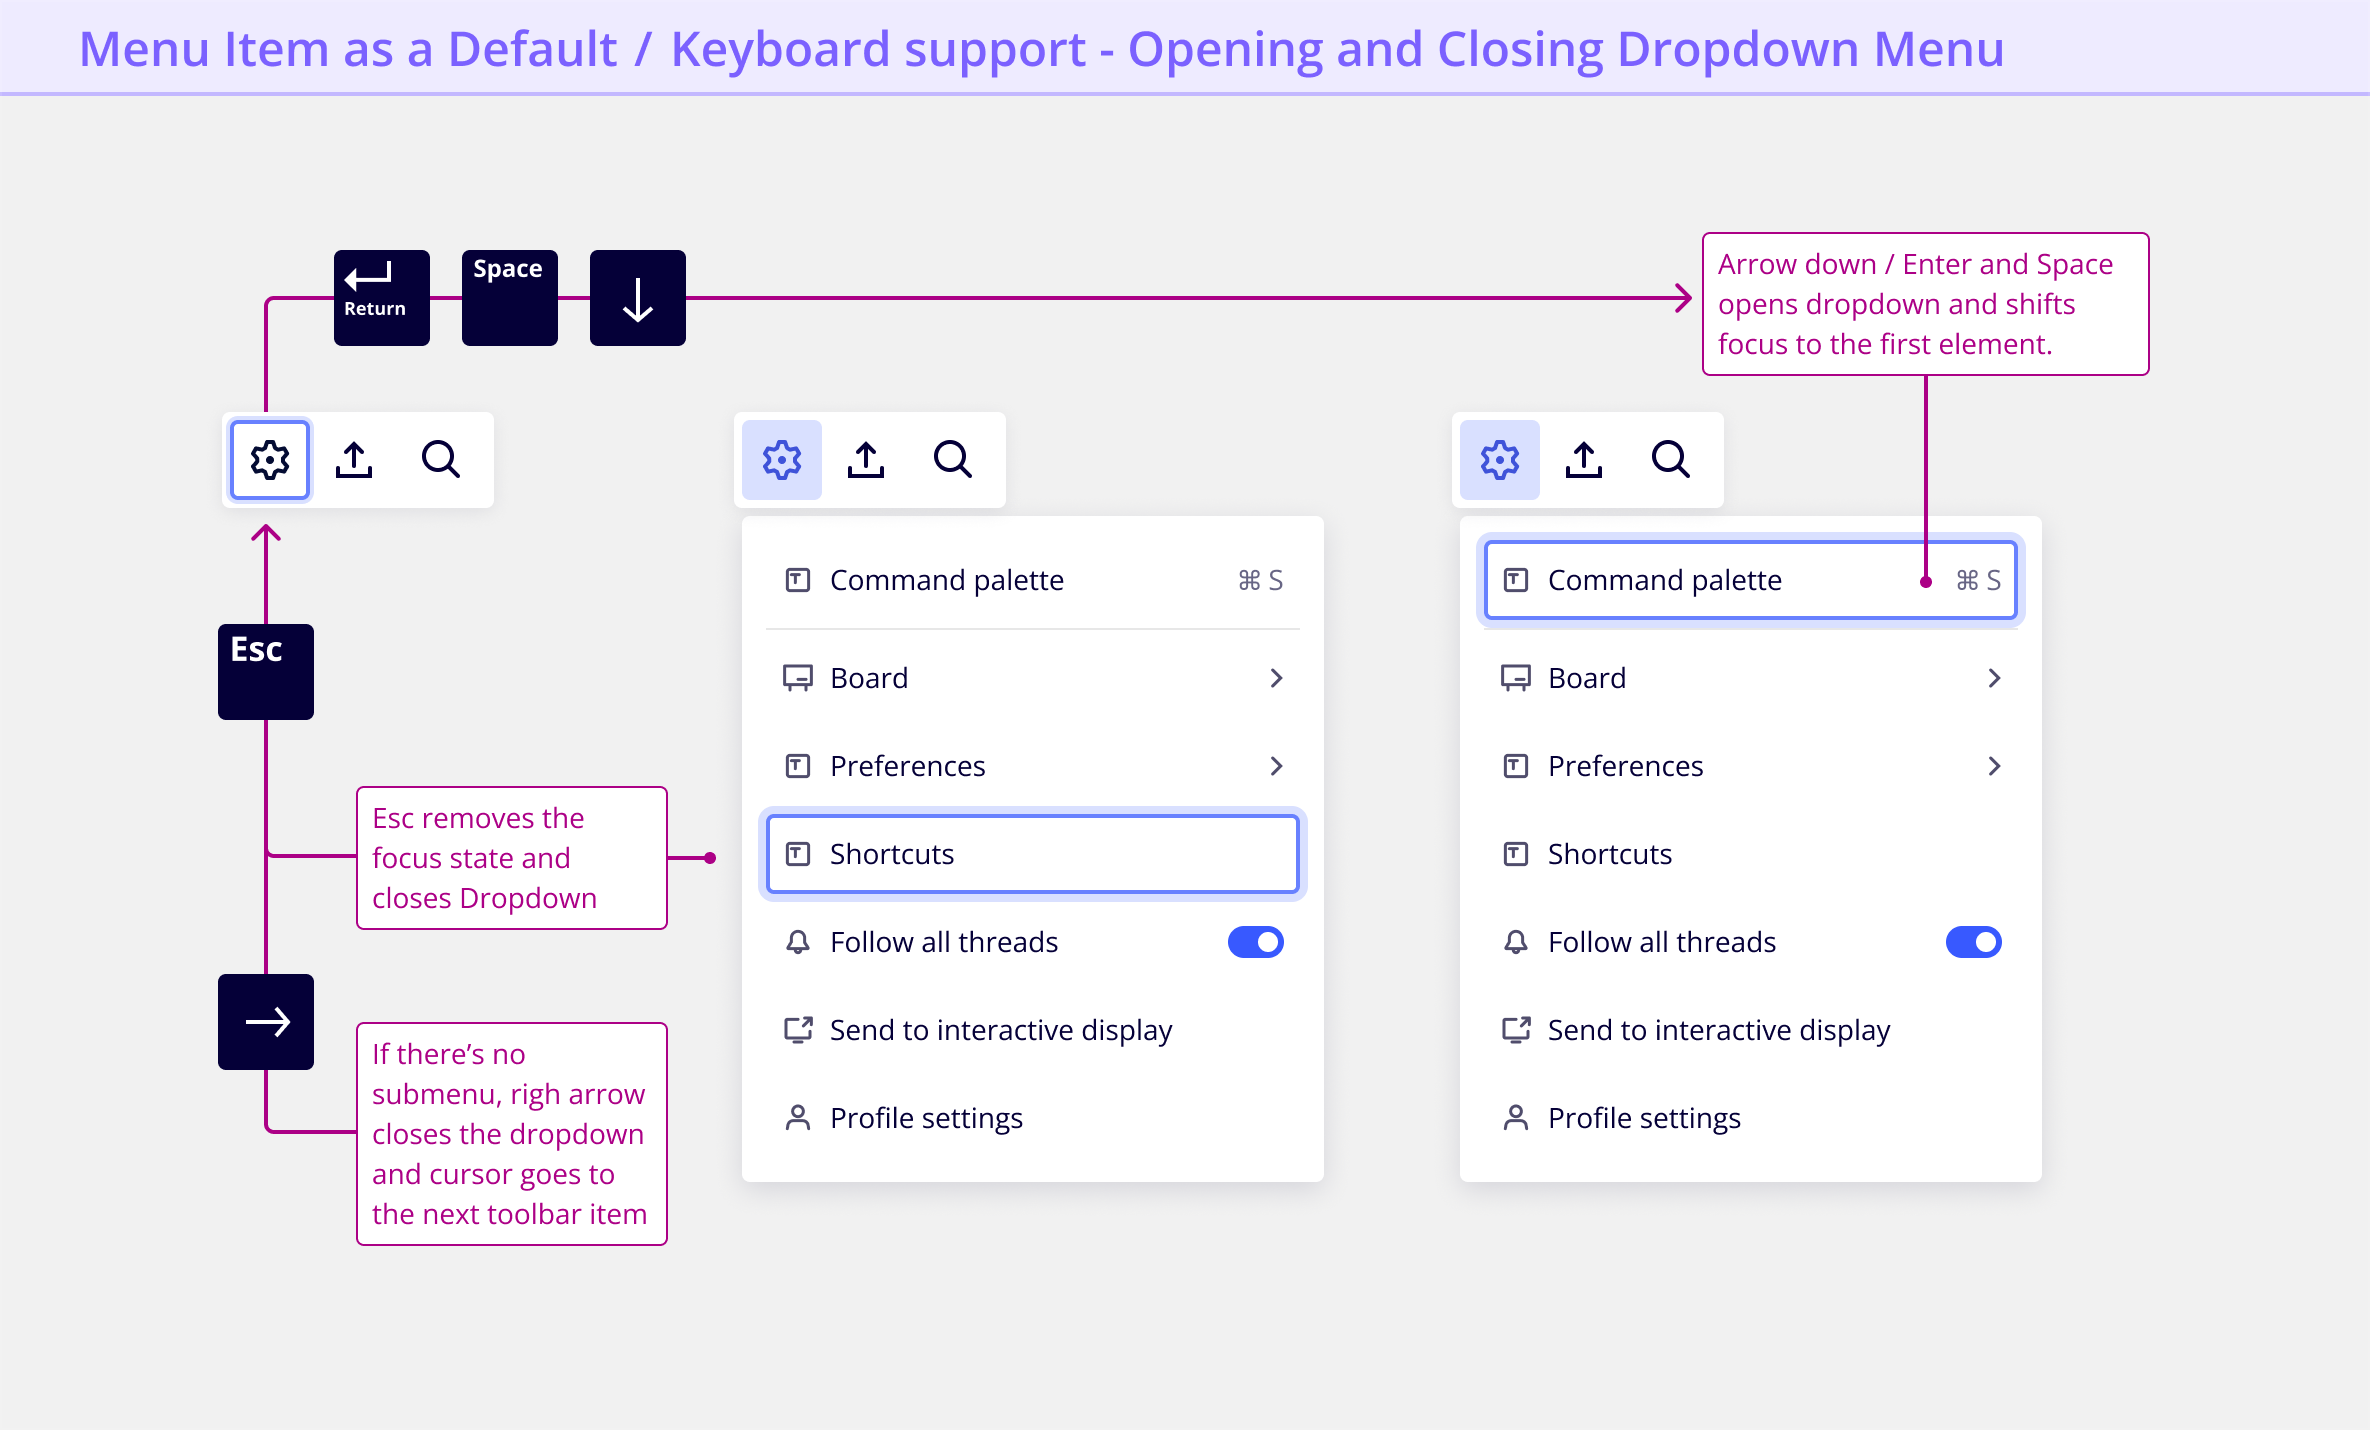 Menu Item as a Default / Keyboard support - Opening and Closing Dropdown Menu
Return
Space
Arrow down / Enter and Space
opens dropdown and shifts
focus to the first element.
Esc
Esc removes the
focus state and
closes Dropdown
If there’s no
submenu, righ arrow
closes the dropdown
and cursor goes to
the next toolbar item
Command palette ⌘ S
Board
Preferences
Shortcuts
Follow all threads
Send to interactive display
Profile settings
Command palette ⌘ S
Board
Preferences
Shortcuts
Follow all threads
Send to interactive display
Profile settings